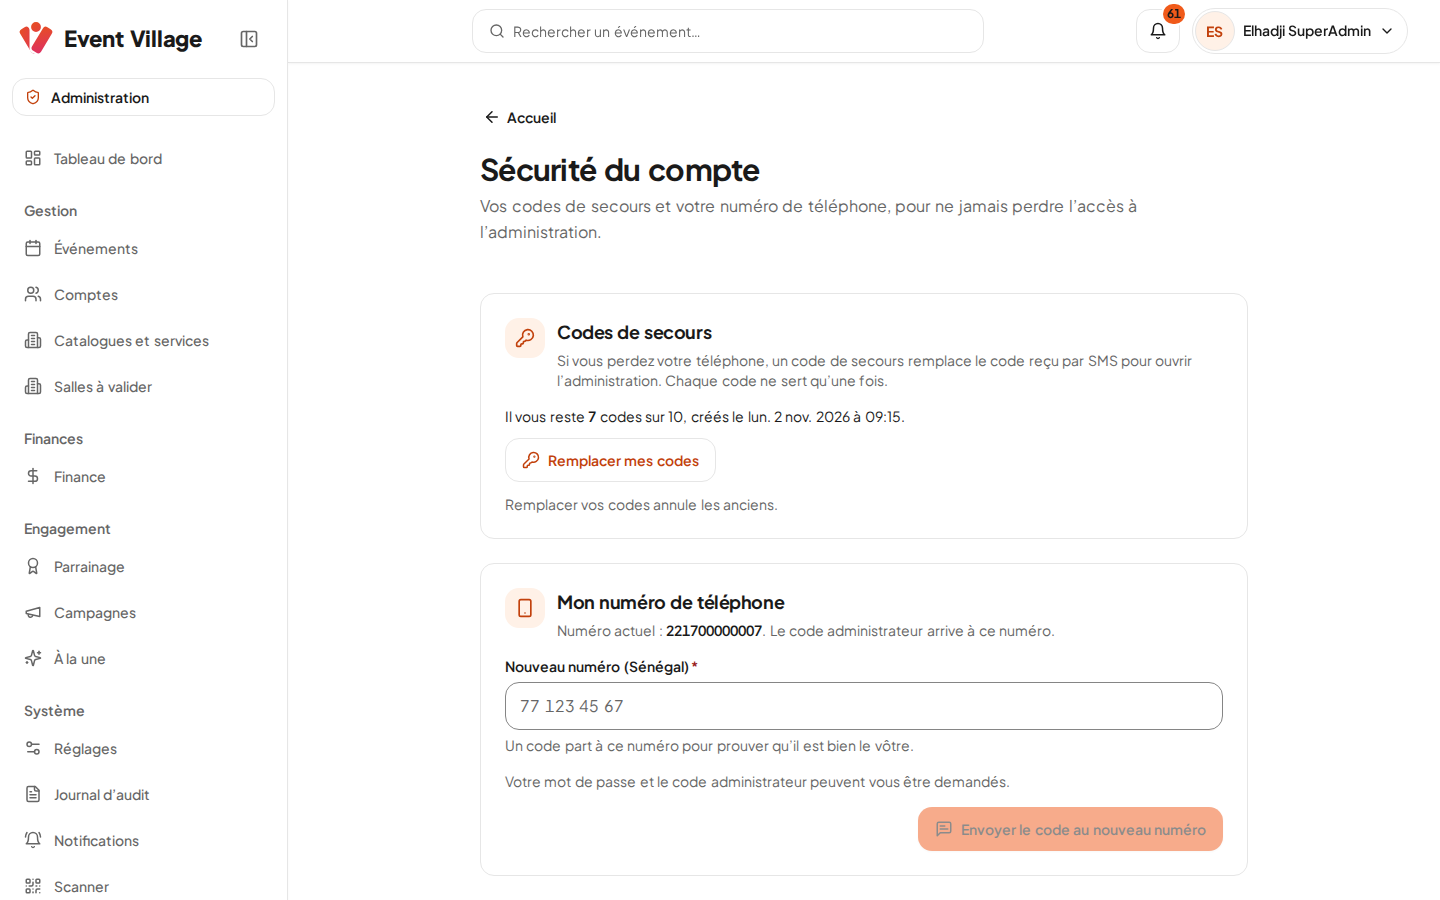 Event Village
Rechercher un événement…
61
ES
Elhadji SuperAdmin
Administration
Tableau de bord
Gestion
Événements
Comptes
Catalogues et services
Salles à valider
Finances
Finance
Engagement
Parrainage
Campagnes
À la une
Système
Réglages
Journal d’audit
Notifications
Scanner
Accueil
Sécurité du compte
Vos codes de secours et votre numéro de téléphone, pour ne jamais perdre l’accès à
l’administration.
Codes de secours
Si vous perdez votre téléphone, un code de secours remplace le code reçu par SMS pour ouvrir
l’administration. Chaque code ne sert qu’une fois.
Il vous reste 7 codes sur 10, créés le lun. 2 nov. 2026 à 09:15.
Remplacer mes codes
Remplacer vos codes annule les anciens.
Mon numéro de téléphone
Numéro actuel : 221700000007. Le code administrateur arrive à ce numéro.
Nouveau numéro (Sénégal) *
77 123 45 67
Un code part à ce numéro pour prouver qu’il est bien le vôtre.
Votre mot de passe et le code administrateur peuvent vous être demandés.
Envoyer le code au nouveau numéro